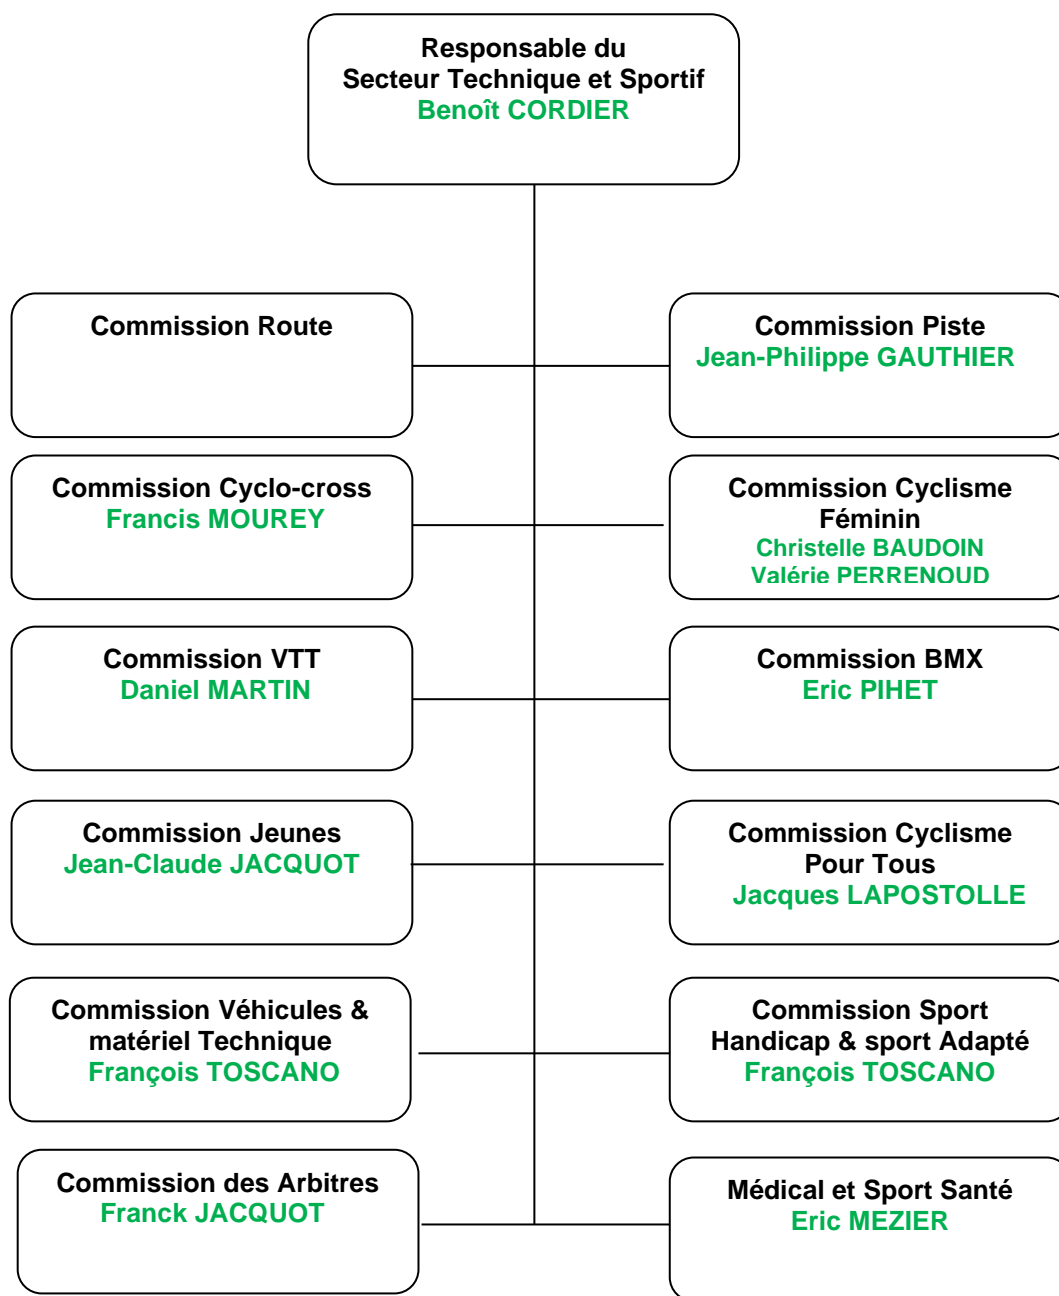 Responsable du
Secteur Technique et Sportif
Benoît CORDIER
Commission Route
Commission Piste
Jean-Philippe GAUTHIER
Commission Cyclo-cross
Francis MOUREY
Commission Cyclisme
Féminin
Christelle BAUDOIN
Valérie PERRENOUD
Commission VTT
Daniel MARTIN
Commission BMX
Eric PIHET
Commission Jeunes
Jean-Claude JACQUOT
Commission Cyclisme
Pour Tous
Jacques LAPOSTOLLE
Commission Véhicules &
matériel Technique
François TOSCANO
Commission Sport
Handicap & sport Adapté
François TOSCANO
Commission des Arbitres
Franck JACQUOT
Médical et Sport Santé
Eric MEZIER